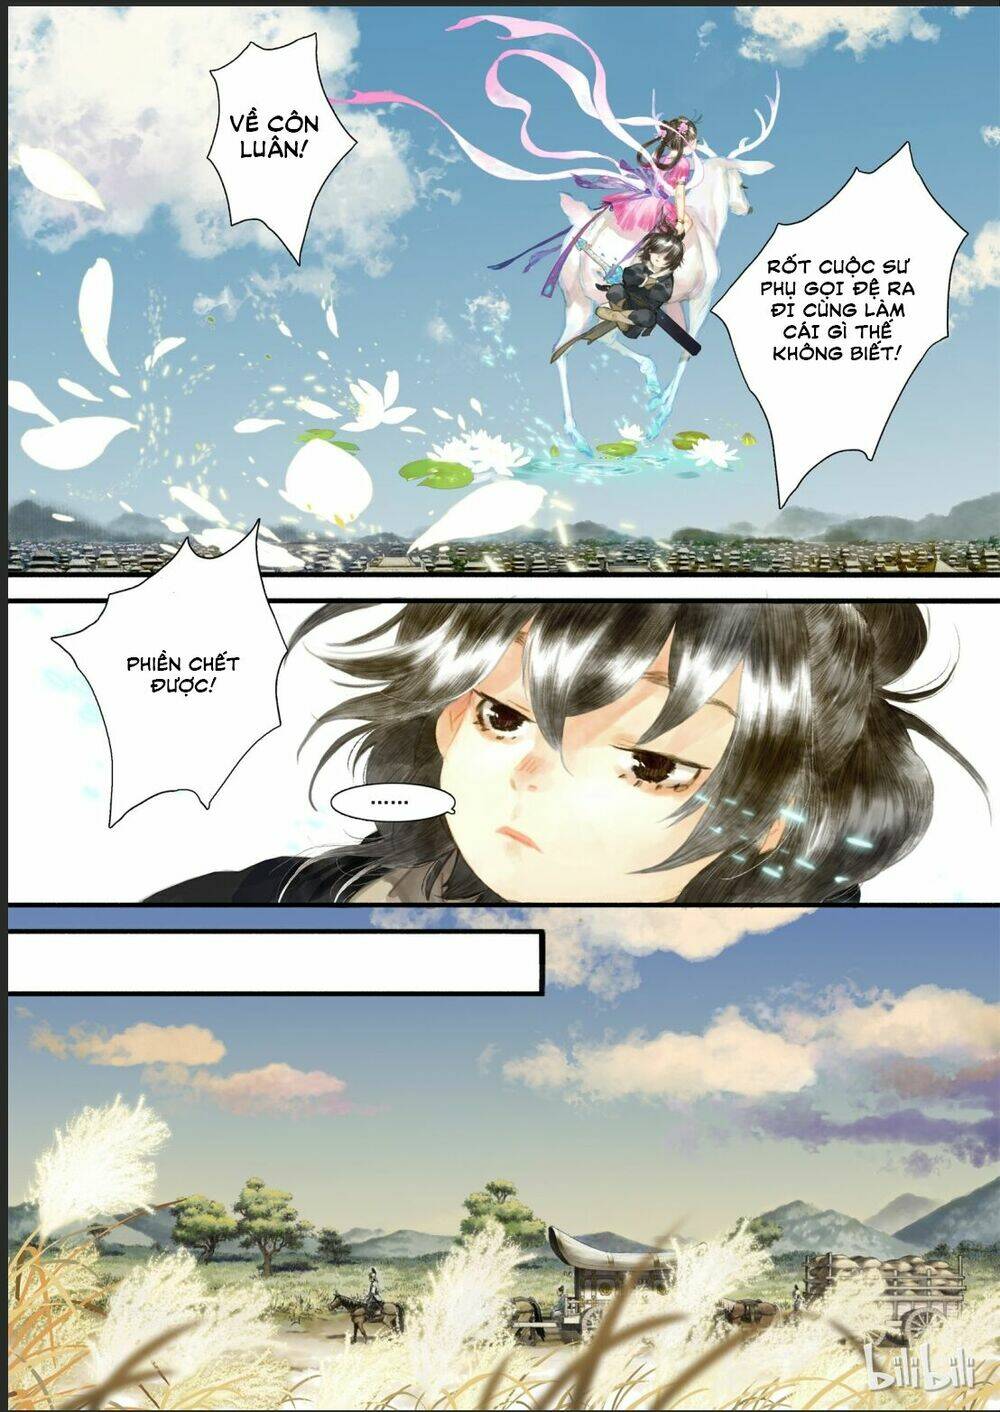 VỀ CÔN
LUÂN!
RỐT CUỘC SƯ
PHỤ GỌI ĐỆ RA
ĐI CÙNG LÀM
CÁI GÌ THẾ
KHÔNG BIẾT!
PHIỀN CHẾT
ĐƯỢC!
......
bilibili